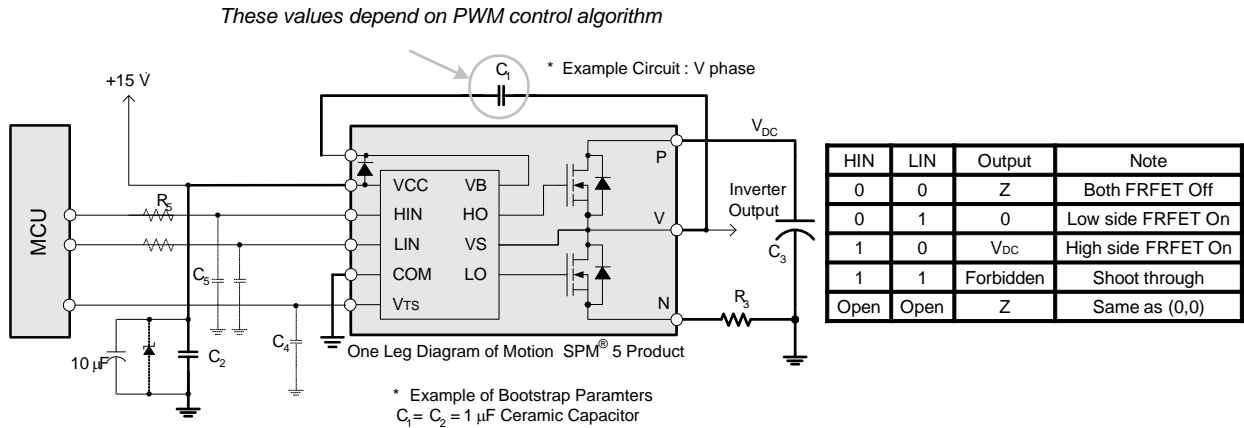 These values depend on PWM control algorithm
C1
* Example Circuit : V phase
+15 V
VDC
P
R5
VCC
VB
HIN
HO
LIN
VS
COM
LO
VTS
V
N
Inverter
Output
C3
R3
MCU
C5
C4
10 µF
C2
One Leg Diagram of Motion SPM® 5 Product
* Example of Bootstrap Paramters
C1= C2 = 1 µF Ceramic Capacitor
HIN LIN Output Note
0 0 Z Both FRFET Off
0 1 0 Low side FRFET On
1 0 VDC High side FRFET On
1 1 Forbidden Shoot through
Open Open Z Same as (0,0)